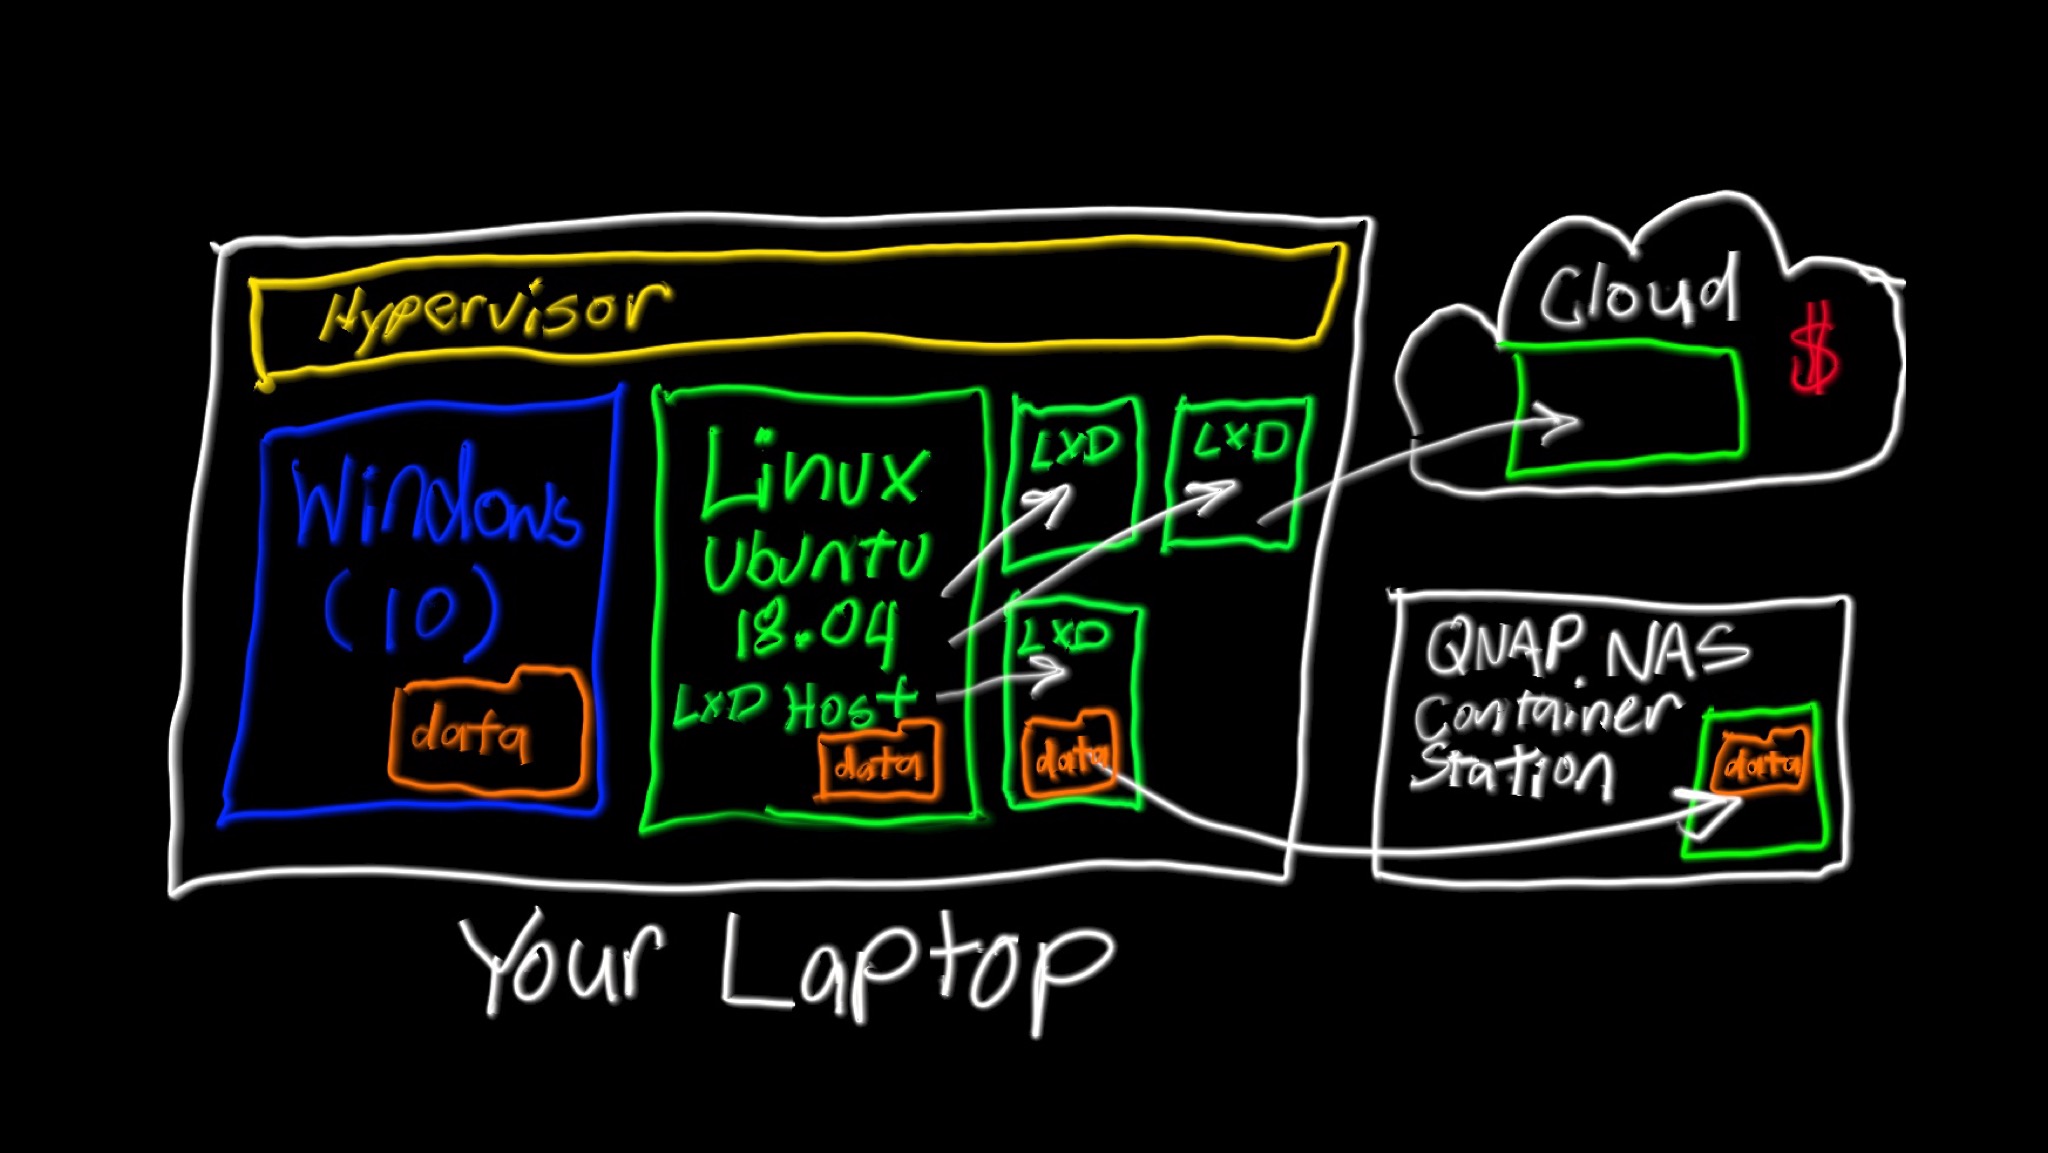 Hypervisor
Windows
(10)
data
Linux
Ubuntu
18.04
LXD Host
data
LXD
LXD
LXD
data
Cloud
$
QNAP NAS
Container
Station
data
Your Laptop